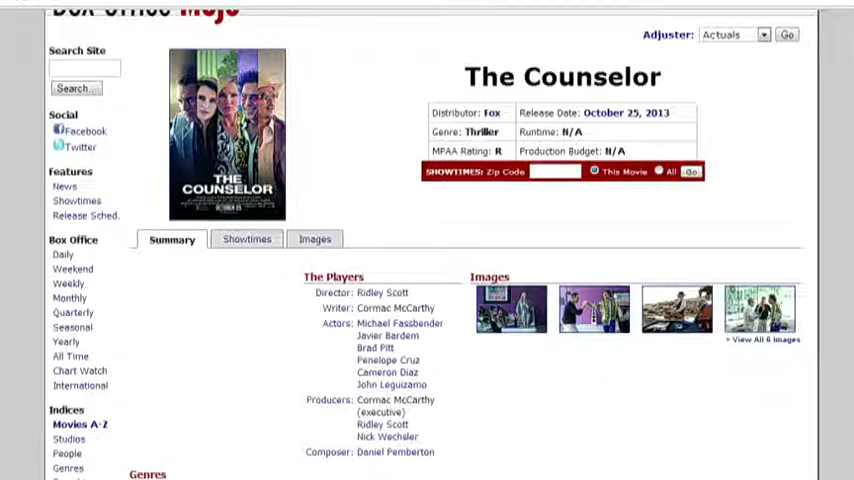 Box Office Mojo
Adjuster: Actuals Go
Search Site
Search...
Social
Facebook
Twitter
Features
News
Showtimes
Release Sched.
Box Office
Daily
Weekend
Weekly
Monthly
Quarterly
Seasonal
Yearly
All Time
Chart Watch
International
Indices
Movies A-Z
Studios
People
Genres
THE
COUNSELOR
OCTOBER 25
The Counselor
Distributor: Fox Release Date: October 25, 2013
Genre: Thriller Runtime: N/A
MPAA Rating: R Production Budget: N/A
SHOWTIMES: Zip Code This Movie All Go
Summary Showtimes Images
The Players
Director: Ridley Scott
Writer: Cormac McCarthy
Actors: Michael Fassbender
Javier Bardem
Brad Pitt
Penelope Cruz
Cameron Diaz
John Leguizamo
Producers: Cormac McCarthy
(executive)
Ridley Scott
Nick Wechsler
Composer: Daniel Pemberton
Images
» View All 6 Images
Genres